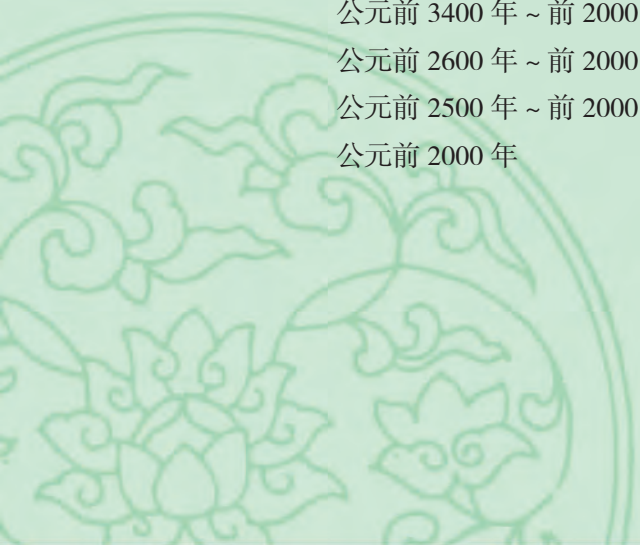 公元前 3400 年 ~ 前 2000
公元前 2600 年 ~ 前 2000
公元前 2500 年 ~ 前 2000
公元前 2000 年